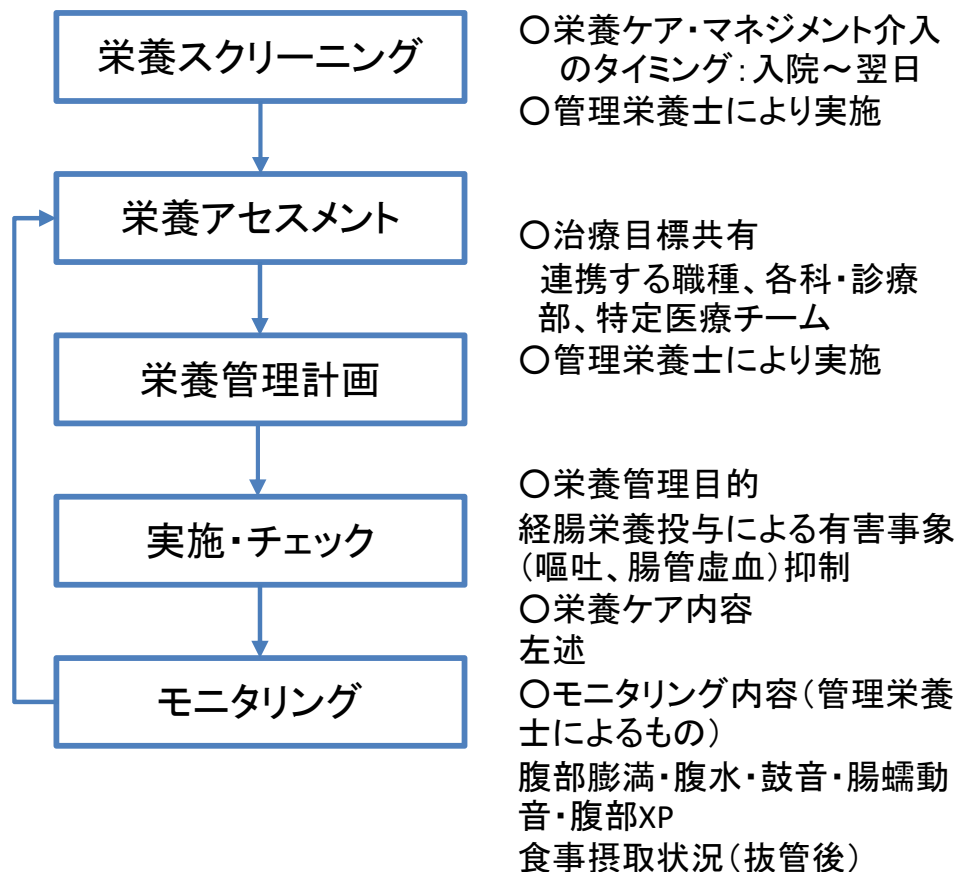 栄養スクリーニング
栄養アセスメント
栄養管理計画
実施・チェック
モニタリング
〇栄養ケア・マネジメント介入
のタイミング：入院～翌日
〇管理栄養士により実施
〇治療目標共有
連携する職種、各科・診療
部、特定医療チーム
〇管理栄養士により実施
〇栄養管理目的
経腸栄養投与による有害事象
（嘔吐、腸管虚血）抑制
〇栄養ケア内容
左述
〇モニタリング内容（管理栄養
士によるもの）
腹部膨満・腹水・鼓音・腸蠕動
音・腹部XP
食事摂取状況（抜管後）